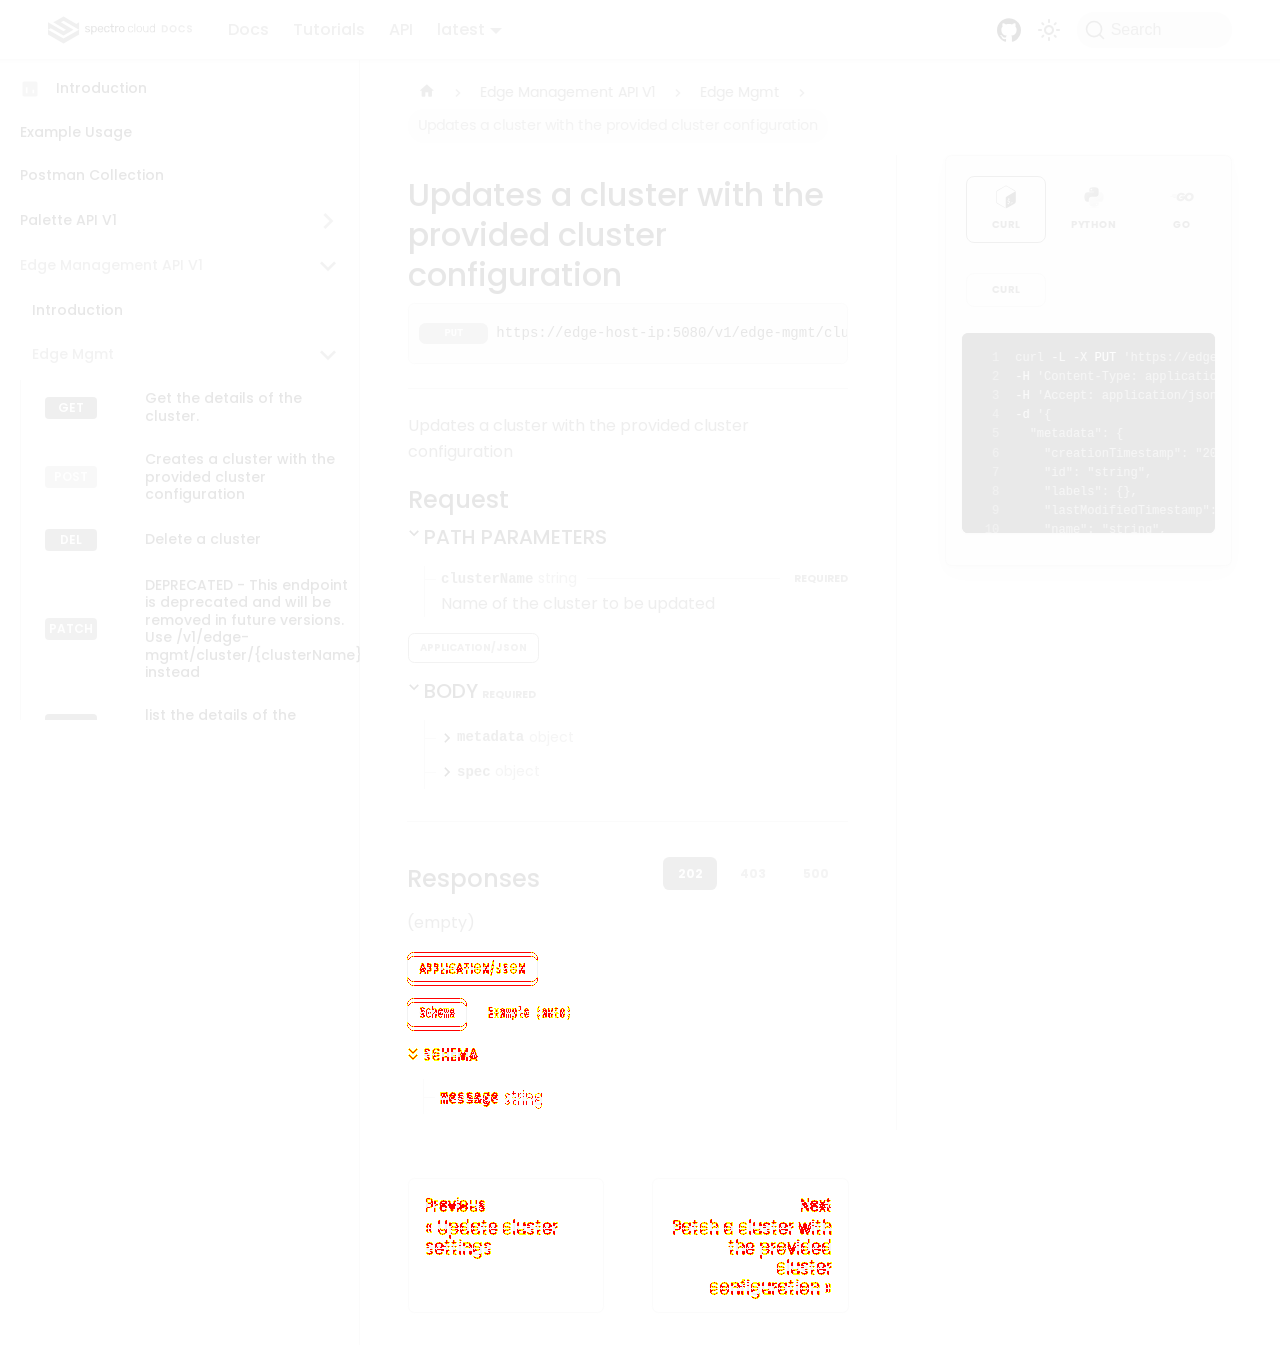 spectro cloud DOCS
Docs
Tutorials
API
latest
Search
Introduction
Example Usage
Postman Collection
Palette API V1
Edge Management API V1
Introduction
Edge Mgmt
GET
Get the details of the
cluster.
POST
Creates a cluster with the
provided cluster
configuration
DEL
Delete a cluster
PATCH
DEPRECATED - This endpoint
is deprecated and will be
removed in future versions.
Use /v1/edge-
mgmt/cluster/{clusterName}
instead
list the details of the
Edge Management API V1
Edge Mgmt
Updates a cluster with the provided cluster configuration
Updates a cluster with the
provided cluster
configuration
PUT
https://edge-host-ip:5080/v1/edge-mgmt/clu
Updates a cluster with the provided cluster
configuration
Request
PATH PARAMETERS
clusterName string
REQUIRED
Name of the cluster to be updated
APPLICATION/JSON
BODY REQUIRED
metadata object
spec object
Responses
202
403
500
(empty)
APPLICATION/JSON
Schema
Example (auto)
SCHEMA
message string
Previous
« Update cluster
settings
Next
Patch a cluster with
the provided
cluster
configuration »
CURL
PYTHON
GO
CURL
1 curl -L -X PUT 'https://edge
2 -H 'Content-Type: applicatio
3 -H 'Accept: application/json
4 -d '{
5 "metadata": {
6 "creationTimestamp": "20
7 "id": "string",
8 "labels": {},
9 "lastModifiedTimestamp":
10 "name": "string",